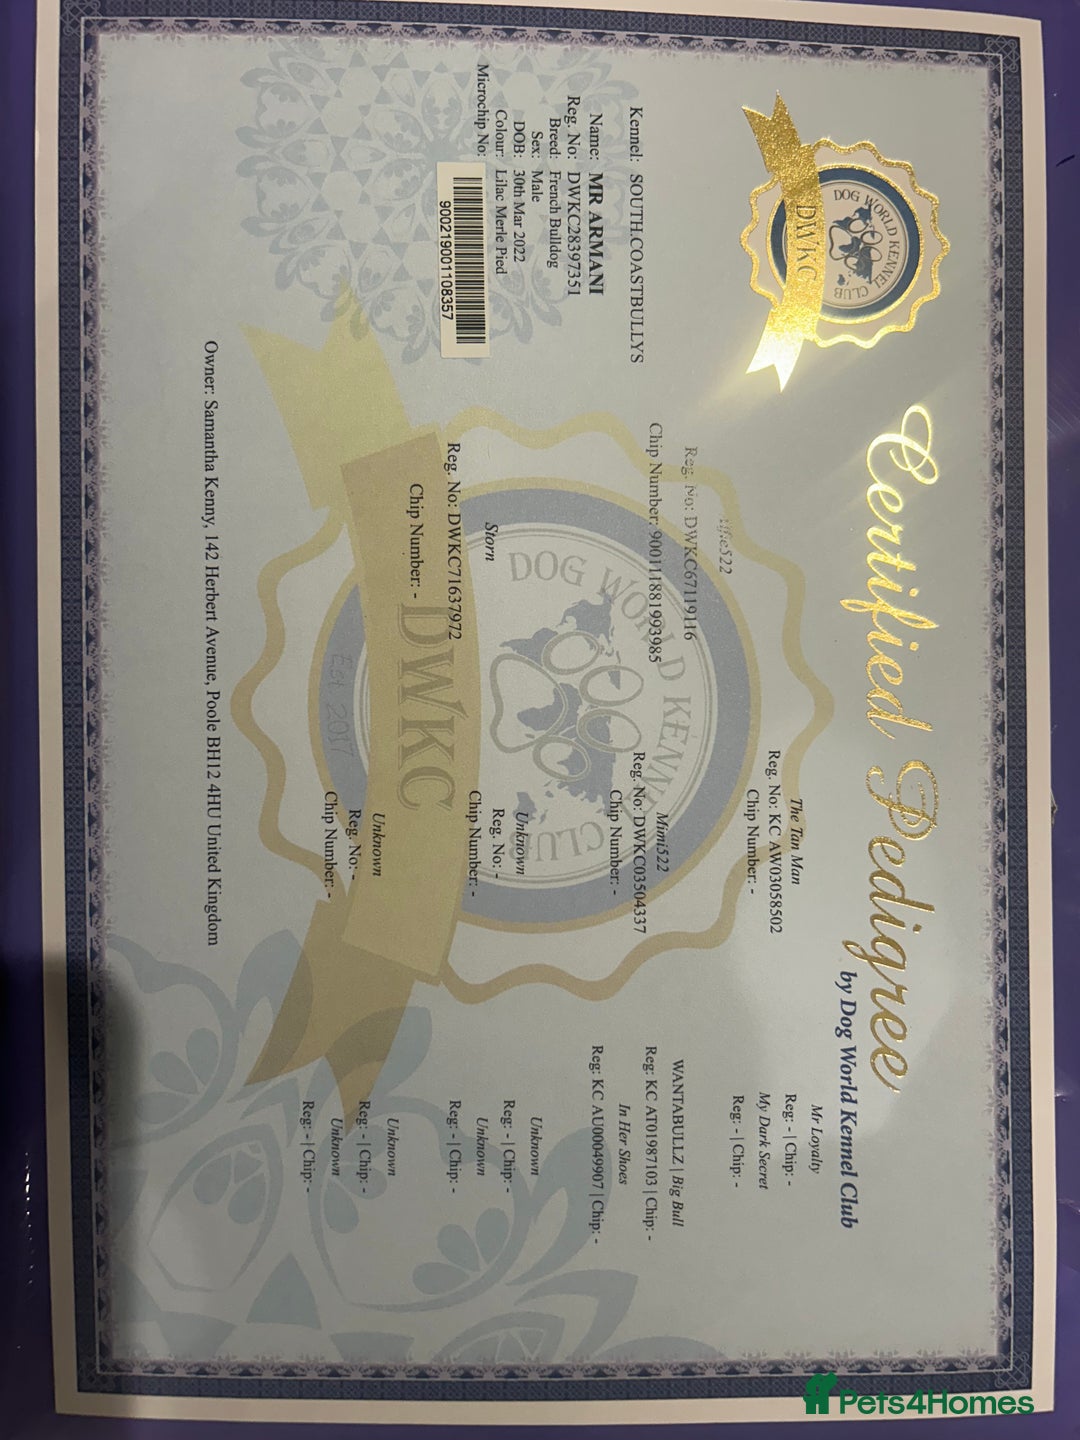 Certified Pedigree
by Dog World Kennel Club
DOG WORLD KENNEL CLUB
DWKC
Kennel: SOUTH.COASTBULLYS
Name: MR ARMANI
Reg. No: DWKC28397351
Breed: French Bulldog
Sex: Male
DOB: 30th Mar 2022
Colour: Lilac Merle Pied
Microchip No:
900219001108357
Reg. No: DWKC67119116
Chip Number: 900111881993985
Storn
Reg. No: DWKC71637972
Chip Number: -
The Tan Man
Reg. No: KC AW03058502
Chip Number: -
Mimi522
Reg. No: DWKC03504337
Chip Number: -
Unknown
Reg. No: -
Chip Number: -
Unknown
Reg. No: -
Chip Number: -
Mr Loyalty
Reg: - | Chip: -
My Dark Secret
Reg: - | Chip: -
WANTABULLZ | Big Bull
Reg: KC AT01987103 | Chip: -
In Her Shoes
Reg: KC AU00049907 | Chip: -
Unknown
Reg: - | Chip: -
Unknown
Reg: - | Chip: -
Unknown
Reg: - | Chip: -
Unknown
Reg: - | Chip: -
DOG WORLD KENNEL CLUB
DWKC
Est 2017
Owner: Samantha Kenny, 142 Herbert Avenue, Poole BH12 4HU United Kingdom
Pets4Homes